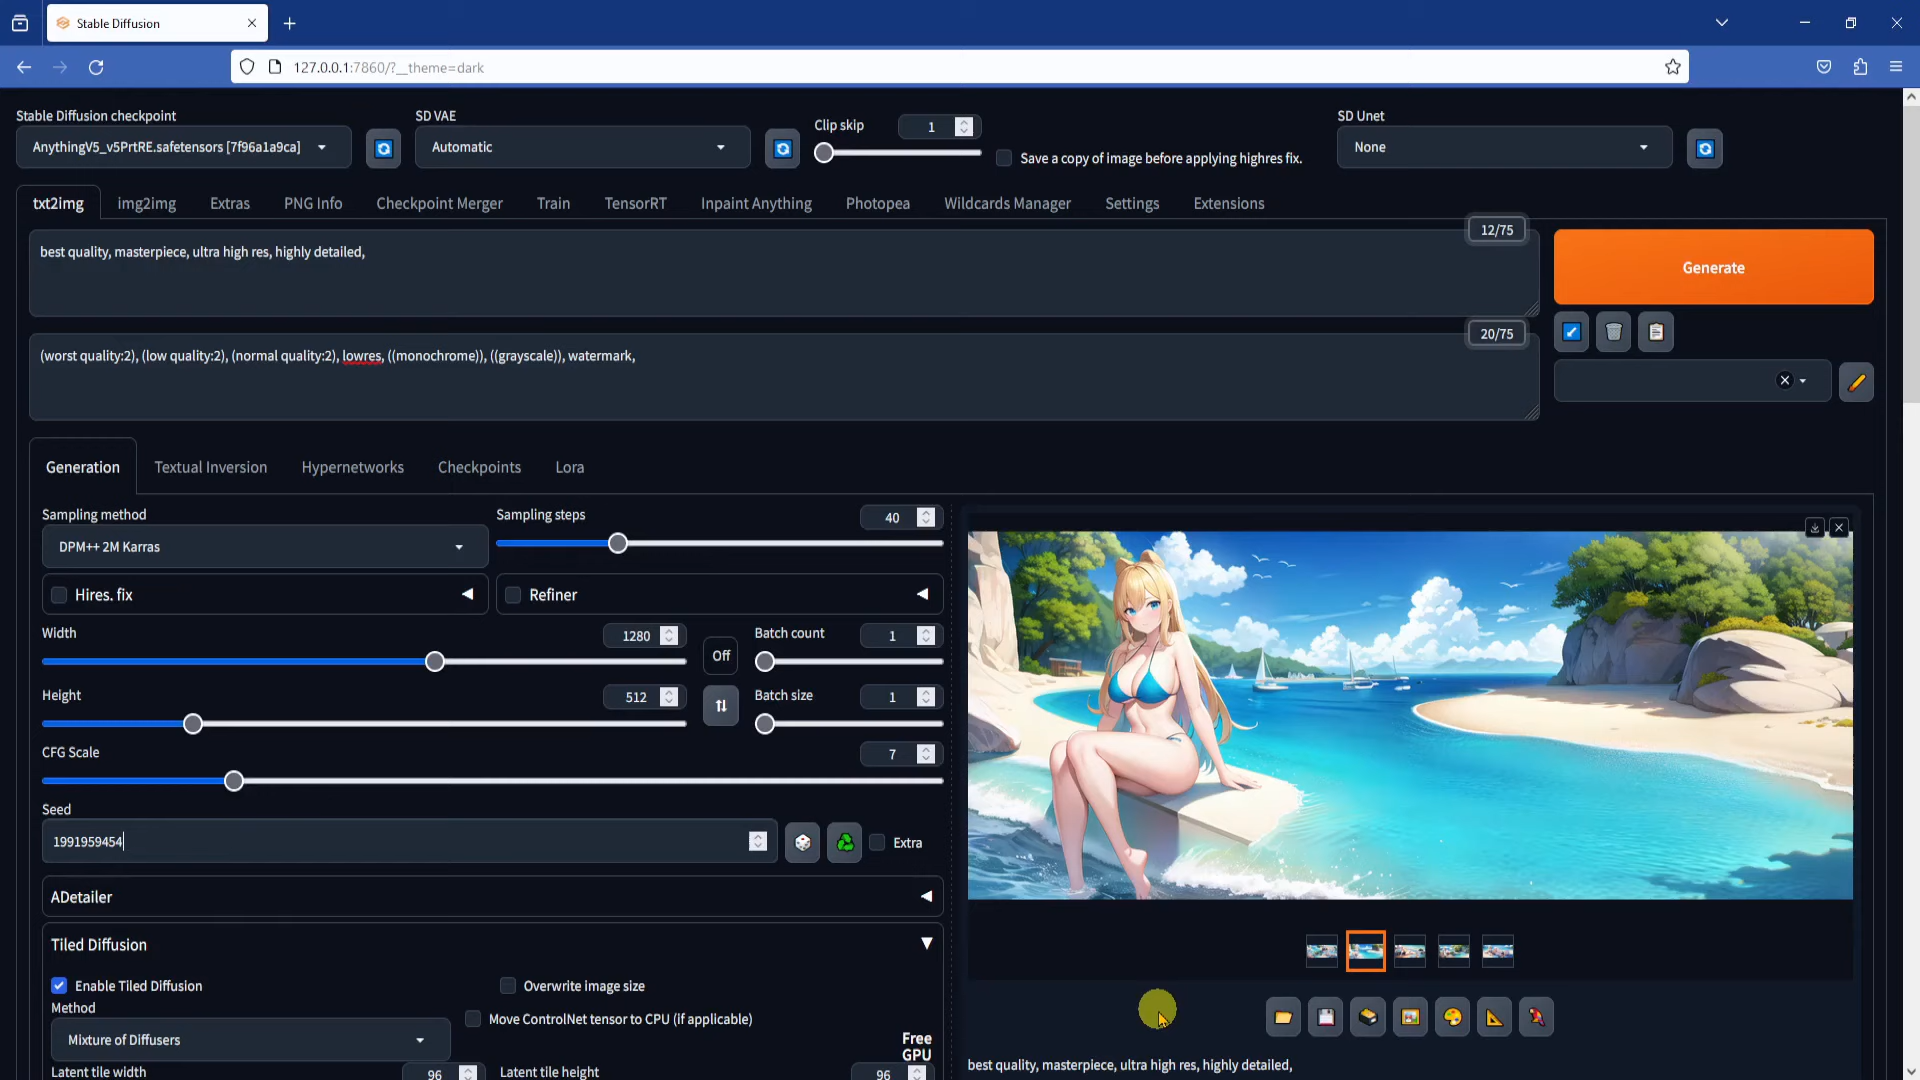 Stable Diffusion
127.0.0.1:7860/?__theme=dark
Stable Diffusion checkpoint
SD VAE
Clip skip
1
SD Unet
AnythingV5_v5PrtRE.safetensors [7f96a1a9ca]
Automatic
Save a copy of image before applying highres fix.
None
txt2img
img2img
Extras
PNG Info
Checkpoint Merger
Train
TensorRT
Inpaint Anything
Photopea
Wildcards Manager
Settings
Extensions
12/75
best quality, masterpiece, ultra high res, highly detailed,
Generate
20/75
(worst quality:2), (low quality:2), (normal quality:2), lowres, ((monochrome)), ((grayscale)), watermark,
Generation
Textual Inversion
Hypernetworks
Checkpoints
Lora
Sampling method
Sampling steps
40
DPM++ 2M Karras
Hires. fix
Refiner
Width
1280
Off
Batch count
1
Height
512
Batch size
1
CFG Scale
7
Seed
1991959454
Extra
ADetailer
Tiled Diffusion
Enable Tiled Diffusion
Overwrite image size
Method
Move ControlNet tensor to CPU (if applicable)
Mixture of Diffusers
Free
GPU
Latent tile width
96
Latent tile height
96
best quality, masterpiece, ultra high res, highly detailed,